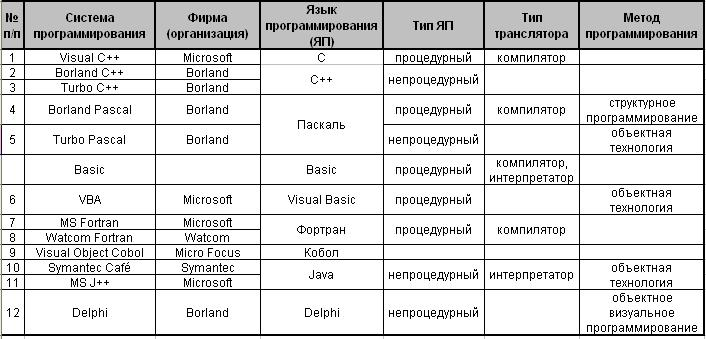 № п/п | Система программирования | Фирма (организация) | Язык программирования (ЯП) | Тип ЯП | Тип транслятора | Метод программирования
1 | Visual C++ | Microsoft | C | процедурный | компилятор
2 | Borland C++ | Borland | C++ | непроцедурный
3 | Turbo C++ | Borland
4 | Borland Pascal | Borland | Паскаль | процедурный | компилятор | структурное программирование
5 | Turbo Pascal | Borland | непроцедурный | объектная технология
Basic | Basic | процедурный | компилятор, интерпретатор
6 | VBA | Microsoft | Visual Basic | процедурный | объектная технология
7 | MS Fortran | Microsoft | Фортран | процедурный | компилятор
8 | Watcom Fortran | Watcom
9 | Visual Object Cobol | Micro Focus | Кобол
10 | Symantec Café | Symantec | Java | непроцедурный | интерпретатор | объектная технология
11 | MS J++ | Microsoft
12 | Delphi | Borland | Delphi | непроцедурный | объектное визуальное программирование